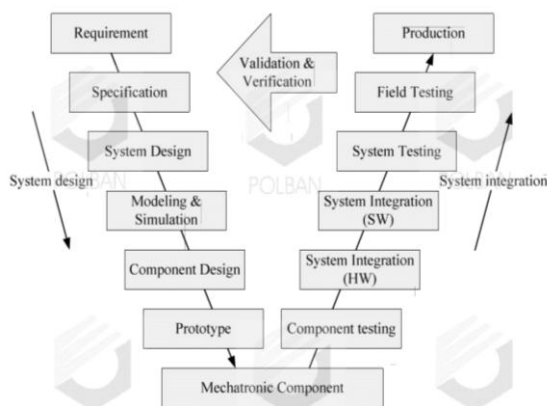 Requirement
Production
Validation &
Verification
Specification
Field Testing
System Design
System Testing
System design
POLBAN
System integration
Modeling &
Simulation
System Integration
(SW)
Component Design
System Integration
(HW)
Prototype
Component testing
Mechatronic Component